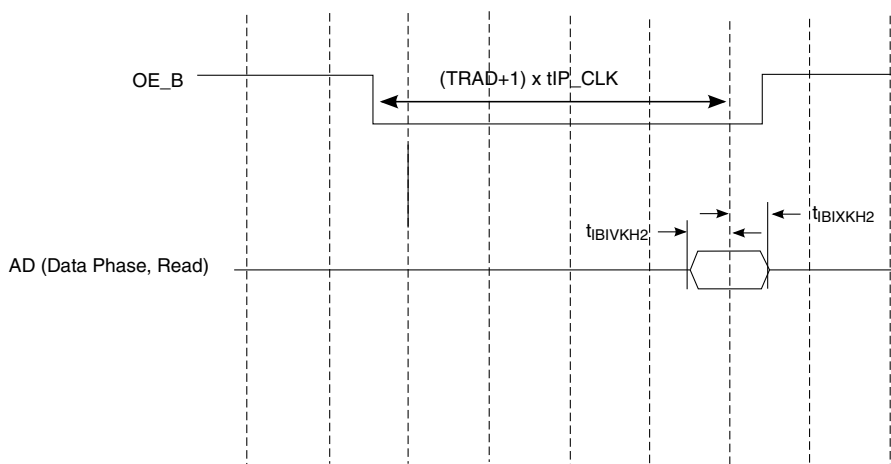 (TRAD+1) x tIP_CLK
OE_B
tIBIVKH2
tIBIXKH2
AD (Data Phase, Read)